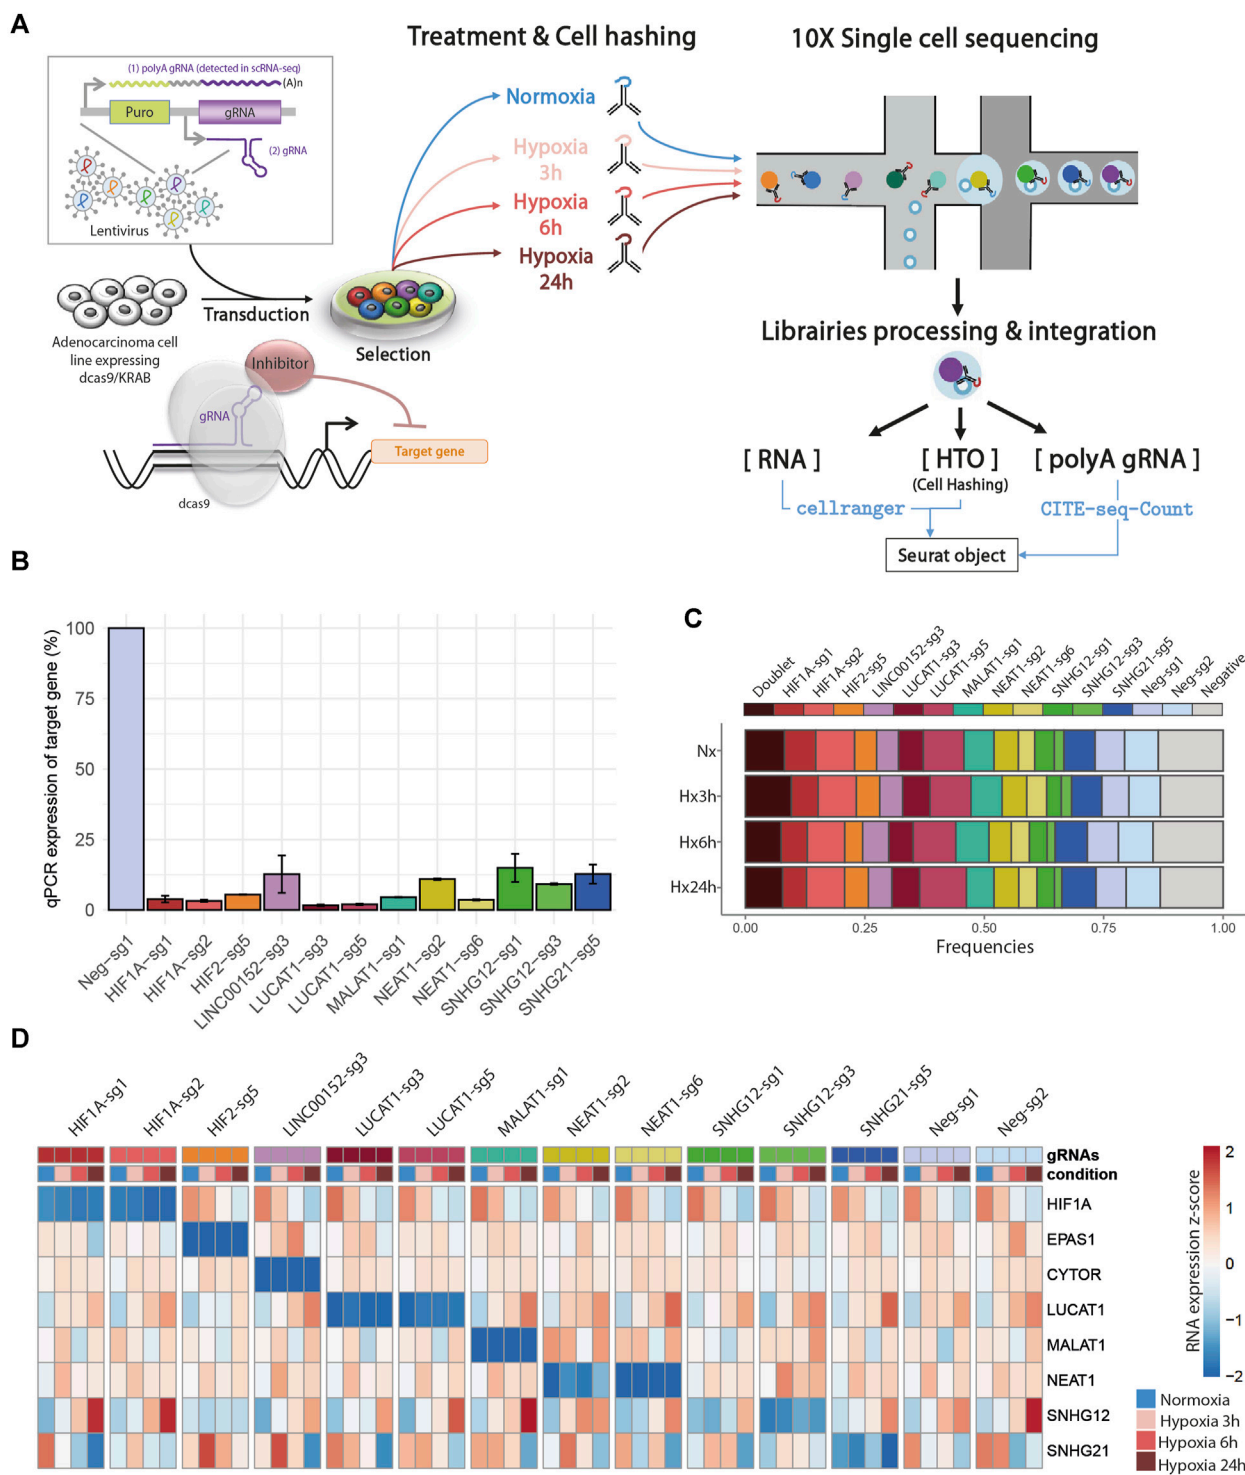 A
Treatment & Cell hashing
10X Single cell sequencing
(1) polyA gRNA (detected in scRNA-seq)
(A)n
Puro
gRNA
(2) gRNA
Lentivirus
Normoxia
Hypoxia
3h
Hypoxia
6h
Hypoxia
24h
Transduction
Selection
Adenocarcinoma cell
line expressing
dcas9/KRAB
Inhibitor
gRNA
Target gene
dcas9
Librairies processing & integration
[ RNA ]
[ HTO ]
(Cell Hashing)
[ polyA gRNA ]
cellranger
CITE-seq-Count
Seurat object
B
qPCR expression of target gene (%)
100
75
50
25
0
Neg-sg1
HIF1A-sg1
HIF1A-sg2
HIF2-sg5
LINC00152-sg3
LUCAT1-sg3
LUCAT1-sg5
MALAT1-sg1
NEAT1-sg2
NEAT1-sg6
SNHG12-sg1
SNHG12-sg3
SNHG21-sg5
C
Doublet
HIF1A-sg1
HIF1A-sg2
HIF2-sg5
LINC00152-sg3
LUCAT1-sg3
LUCAT1-sg5
MALAT1-sg1
NEAT1-sg2
NEAT1-sg6
SNHG12-sg1
SNHG12-sg3
SNHG21-sg5
Neg-sg1
Neg-sg2
Negative
Nx
Hx3h
Hx6h
Hx24h
0.00
0.25
0.50
0.75
1.00
Frequencies
D
HIF1A-sg1
HIF1A-sg2
HIF2-sg5
LINC00152-sg3
LUCAT1-sg3
LUCAT1-sg5
MALAT1-sg1
NEAT1-sg2
NEAT1-sg6
SNHG12-sg1
SNHG12-sg3
SNHG21-sg5
Neg-sg1
Neg-sg2
gRNAs
condition
HIF1A
EPAS1
CYTOR
LUCAT1
MALAT1
NEAT1
SNHG12
SNHG21
RNA expression z-score
2
1
0
−1
−2
Normoxia
Hypoxia 3h
Hypoxia 6h
Hypoxia 24h